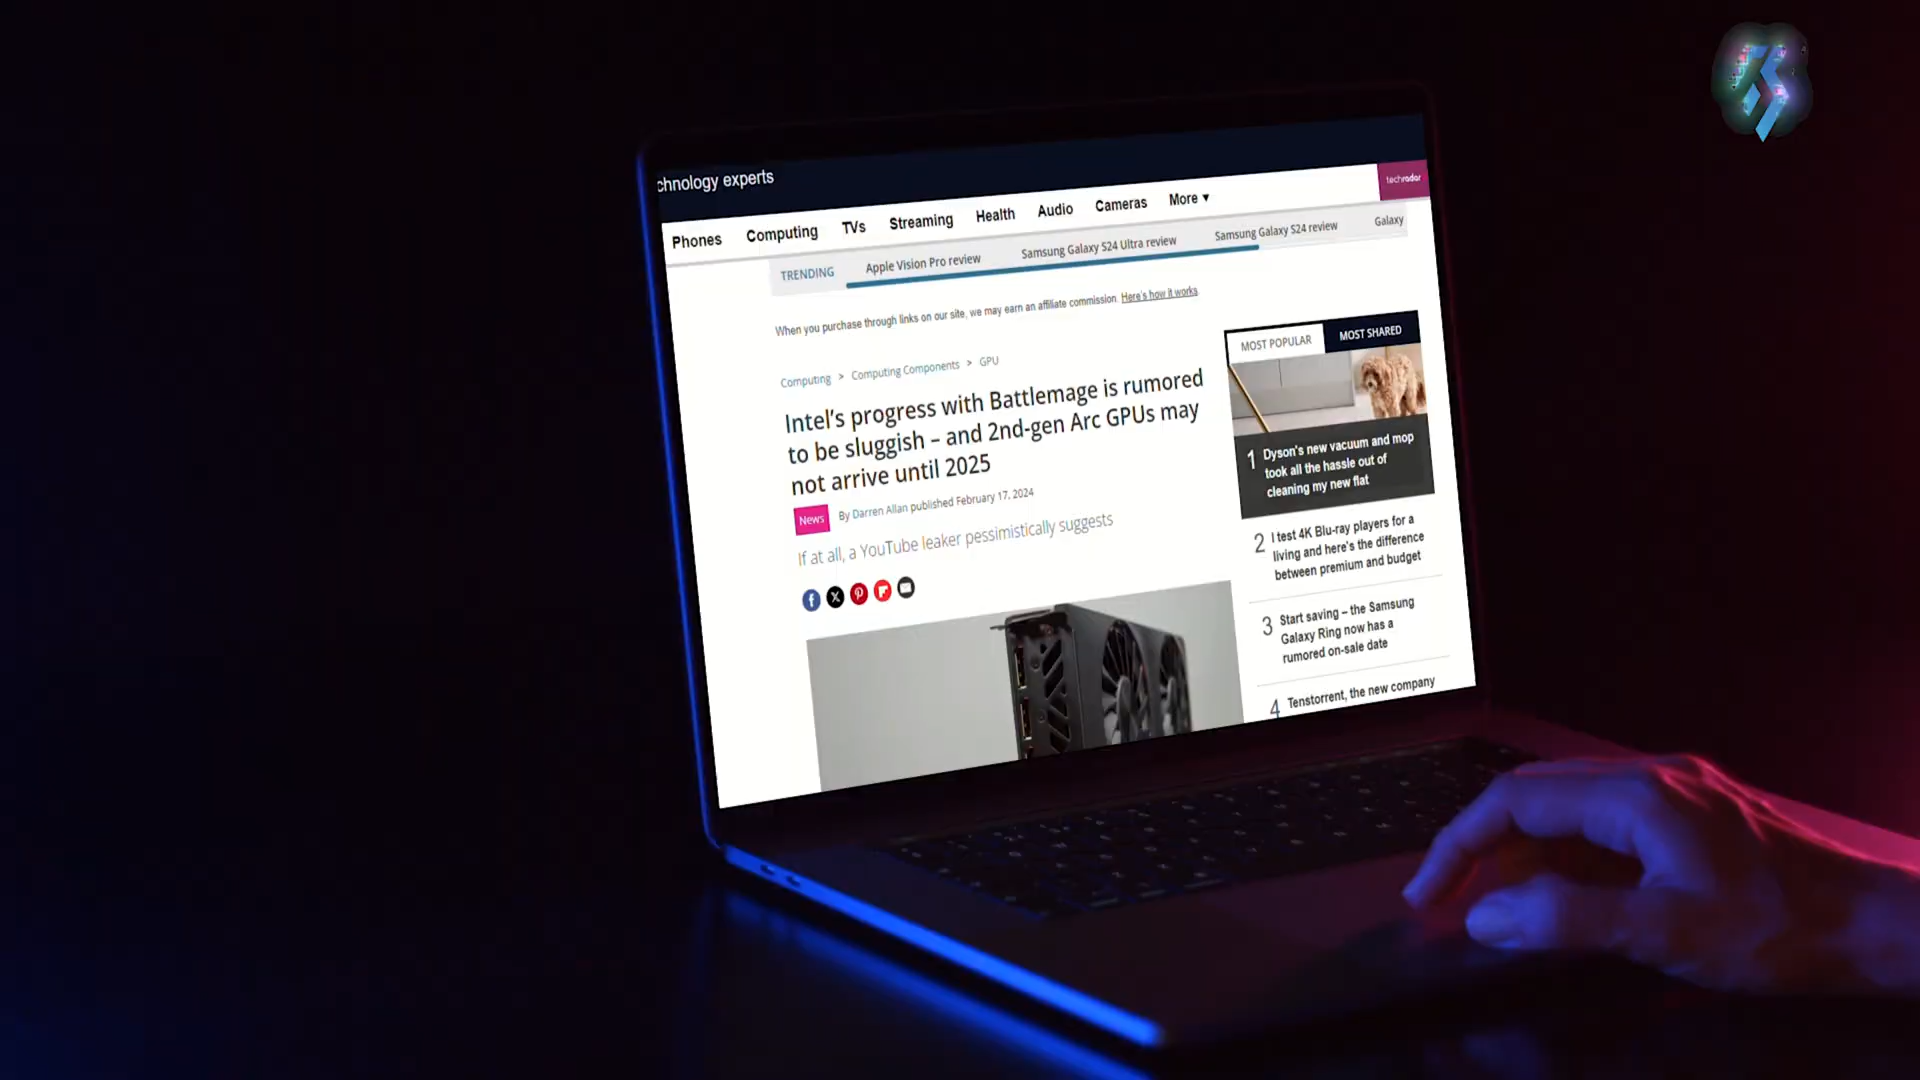 chnology experts
Phones Computing TVs Streaming Health Audio Cameras More ▼
techradar
TRENDING Apple Vision Pro review Samsung Galaxy S24 Ultra review Samsung Galaxy S24 review Galaxy
When you purchase through links on our site, we may earn an affiliate commission. Here's how it works.
Computing > Computing Components > GPU
Intel's progress with Battlemage is rumored
to be sluggish – and 2nd-gen Arc GPUs may
not arrive until 2025
News By Darren Allan published February 17, 2024
If at all, a YouTube leaker pessimistically suggests
MOST POPULAR MOST SHARED
1 Dyson's new vacuum and mop
took all the hassle out of
cleaning my new flat
2 I test 4K Blu-ray players for a
living and here's the difference
between premium and budget
3 Start saving – the Samsung
Galaxy Ring now has a
rumored on-sale date
4 Tenstorrent, the new company